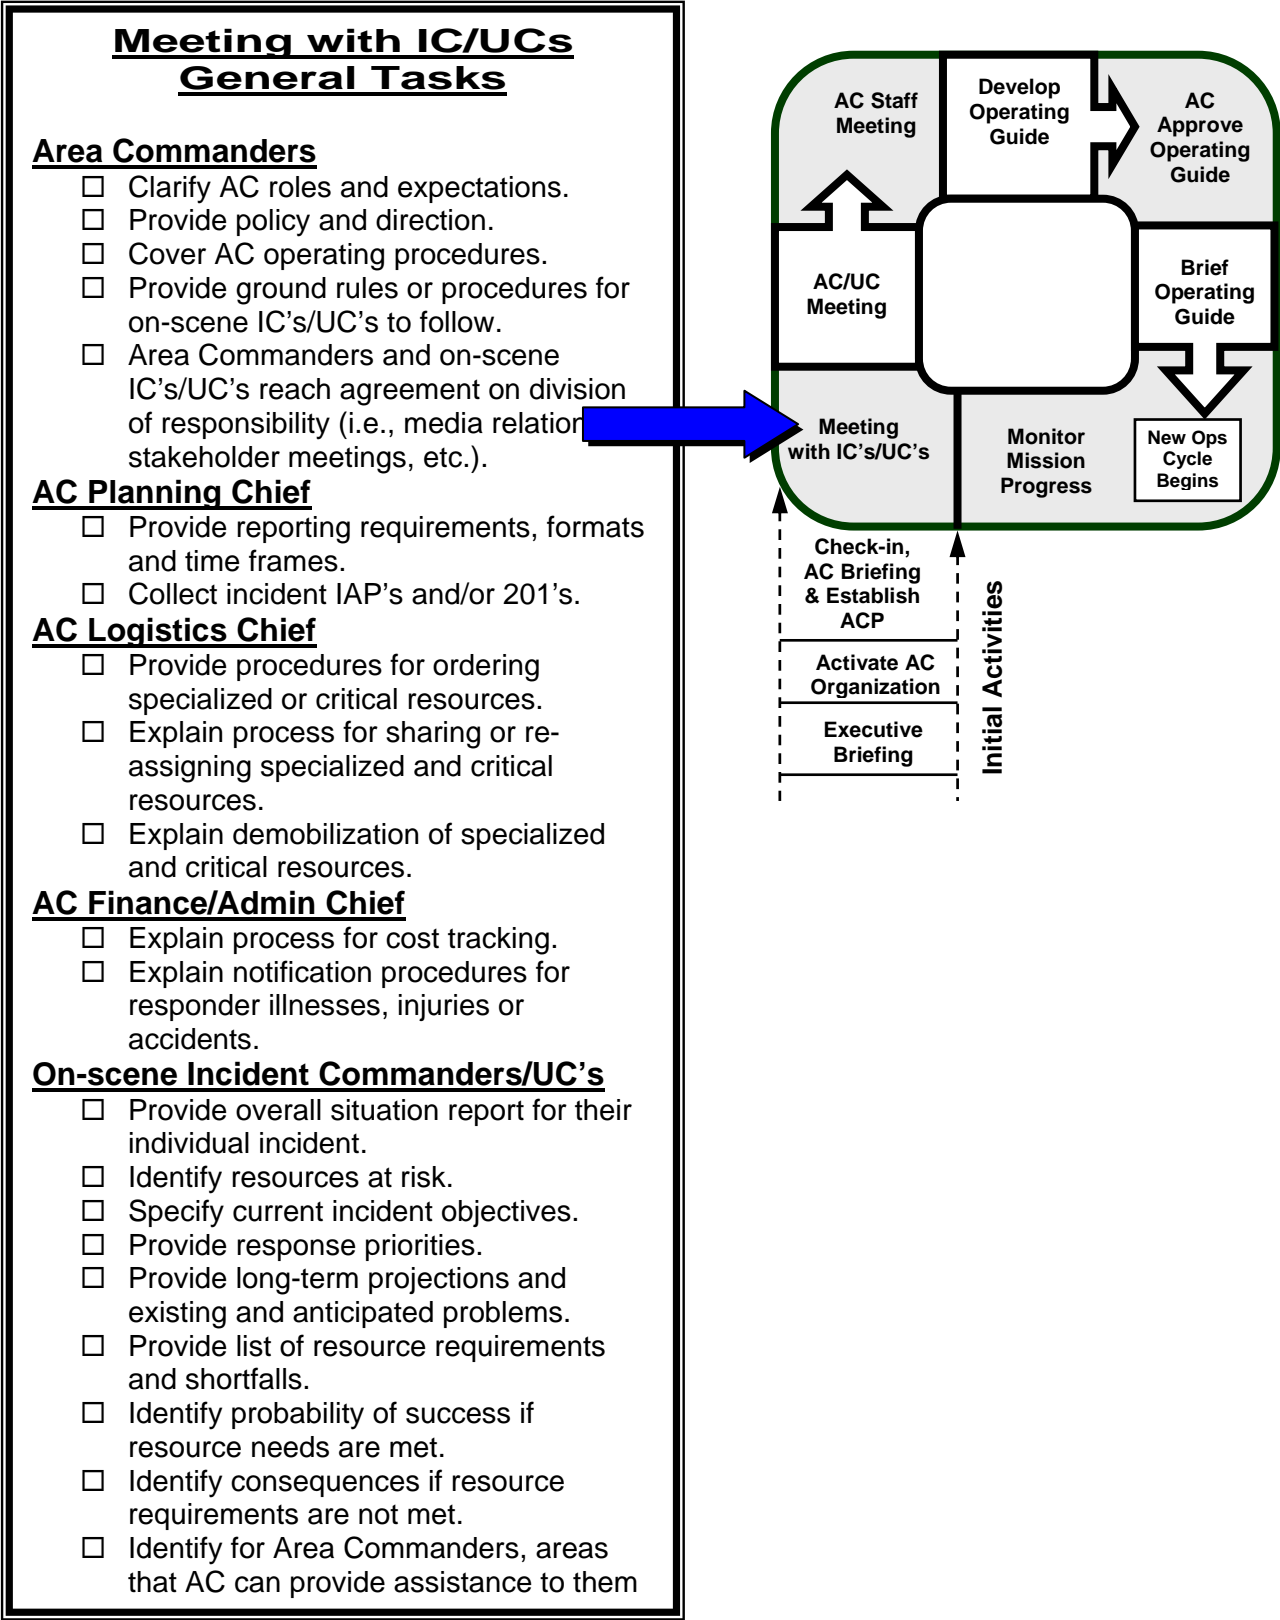 Meeting with IC/UCs
General Tasks
Area Commanders
☐ Clarify AC roles and expectations.
☐ Provide policy and direction.
☐ Cover AC operating procedures.
☐ Provide ground rules or procedures for
on-scene IC's/UC's to follow.
☐ Area Commanders and on-scene
IC's/UC's reach agreement on division
of responsibility (i.e., media relation
stakeholder meetings, etc.).
AC Planning Chief
☐ Provide reporting requirements, formats
and time frames.
☐ Collect incident IAP's and/or 201's.
AC Logistics Chief
☐ Provide procedures for ordering
specialized or critical resources.
☐ Explain process for sharing or re-
assigning specialized and critical
resources.
☐ Explain demobilization of specialized
and critical resources.
AC Finance/Admin Chief
☐ Explain process for cost tracking.
☐ Explain notification procedures for
responder illnesses, injuries or
accidents.
On-scene Incident Commanders/UC's
☐ Provide overall situation report for their
individual incident.
☐ Identify resources at risk.
☐ Specify current incident objectives.
☐ Provide response priorities.
☐ Provide long-term projections and
existing and anticipated problems.
☐ Provide list of resource requirements
and shortfalls.
☐ Identify probability of success if
resource needs are met.
☐ Identify consequences if resource
requirements are not met.
☐ Identify for Area Commanders, areas
that AC can provide assistance to them
AC Staff
Meeting
Develop
Operating
Guide
AC
Approve
Operating
Guide
AC/UC
Meeting
Brief
Operating
Guide
Meeting
with IC's/UC's
Monitor
Mission
Progress
New Ops
Cycle
Begins
Check-in,
AC Briefing
& Establish
ACP
Activate AC
Organization
Executive
Briefing
Initial Activities